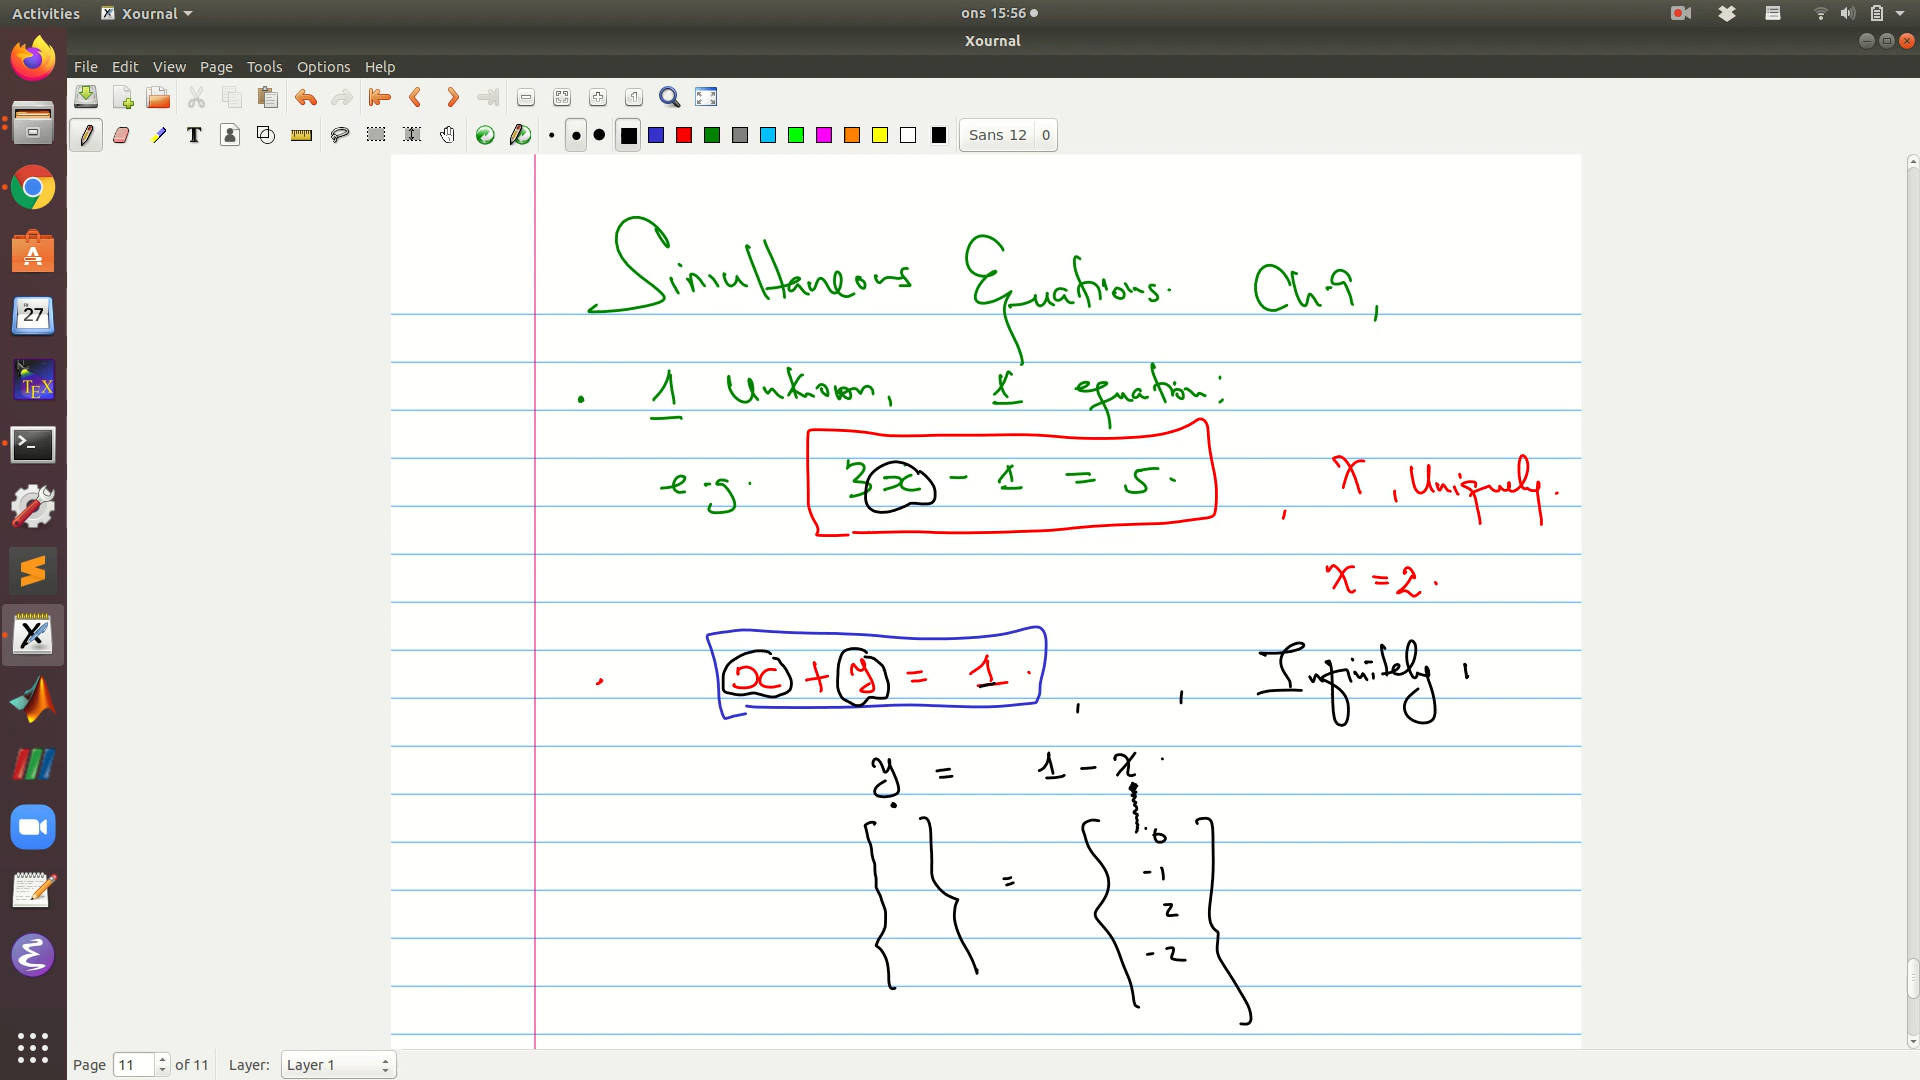 Activities Xournal ons 15:56
Xournal
File Edit View Page Tools Options Help
T Sans 12 0
Simultaneous Equations. Ch-9,
. 1 Unknown, 1 equation:
e.g. 3x - 1 = 5. , x, Uniquely.
x = 2.
. x + y = 1. , , Infinitely,
y = 1 - x.
[ ] = [ 0
-1
2
-2 ]
Page 11 of 11 Layer: Layer 1
27
TEX